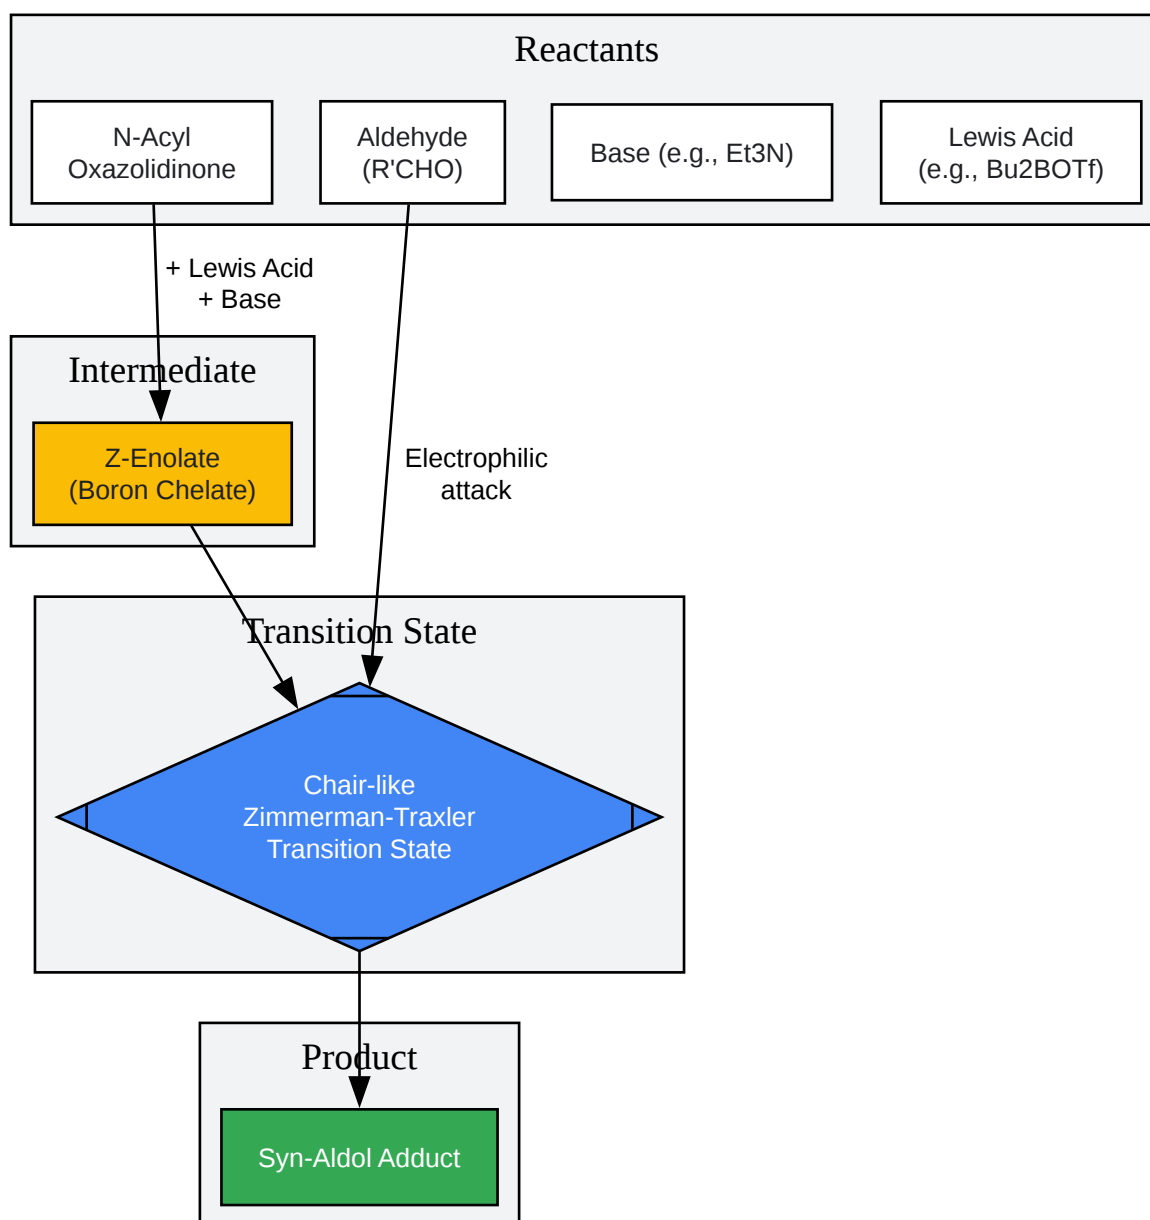 Reactants
N-Acyl
Oxazolidinone
Aldehyde
(R'CHO)
Base (e.g., Et3N)
Lewis Acid
(e.g., Bu2BOTf)
+ Lewis Acid
+ Base
Intermediate
Z-Enolate
(Boron Chelate)
Electrophilic
attack
Transition State
Chair-like
Zimmerman-Traxler
Transition State
Product
Syn-Aldol Adduct